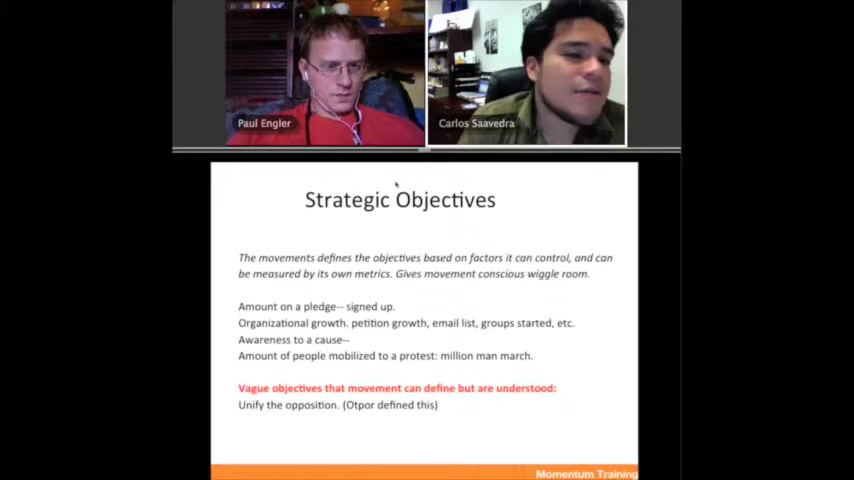 Paul Engler
Carlos Saavedra
Strategic Objectives
The movements defines the objectives based on factors it can control, and can
be measured by its own metrics. Gives movement conscious wiggle room.
Amount on a pledge-- signed up.
Organizational growth. petition growth, email list, groups started, etc.
Awareness to a cause--
Amount of people mobilized to a protest: million man march.
Vague objectives that movement can define but are understood:
Unify the opposition. (Otpor defined this)
Momentum Training